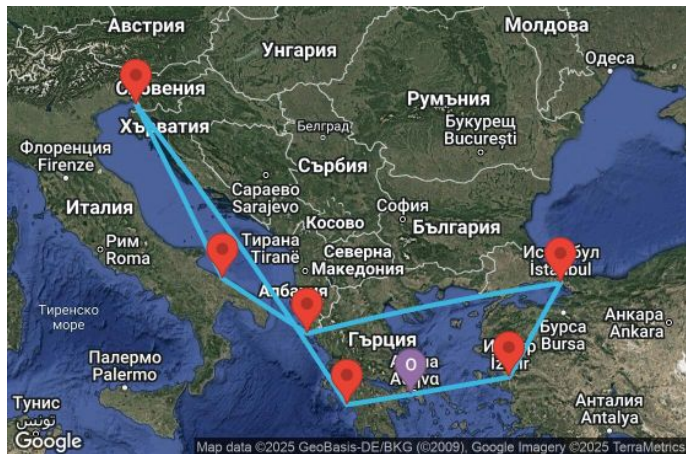 Австрия
Молдова
Унгария
Одеса
Словения
Румъния
Хърватия
Букурещ
București
Белград
Флоренция
Firenze
Сърбия
Сараево
Sarajevo
Италия
София
Косово
България
Тирана
Tiranë
Рим
Roma
Северна
Македония
Истанбул
İstanbul
Албания
Тиренско
море
Анкара
Ankara
Бурса
Bursa
Гърция
Палермо
Palermo
O
İzmir
Анталия
Antalya
Тунис
تونس
Google
Map data ©2025 GeoBasis-DE/BKG (©2009), Google Imagery ©2025 TerraMetrics